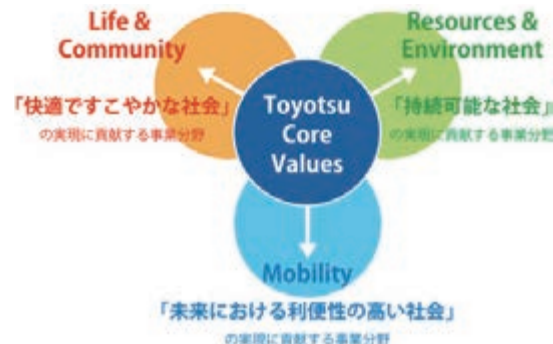 Life &
Community
「快適ですこやかな社会」
の実現に貢献する事業分野
Resources &
Environment
「持続可能な社会」
の実現に貢献する事業分野
Toyotsu
Core
Values
Mobility
「未来における利便性の高い社会」
の実現に貢献する事業分野